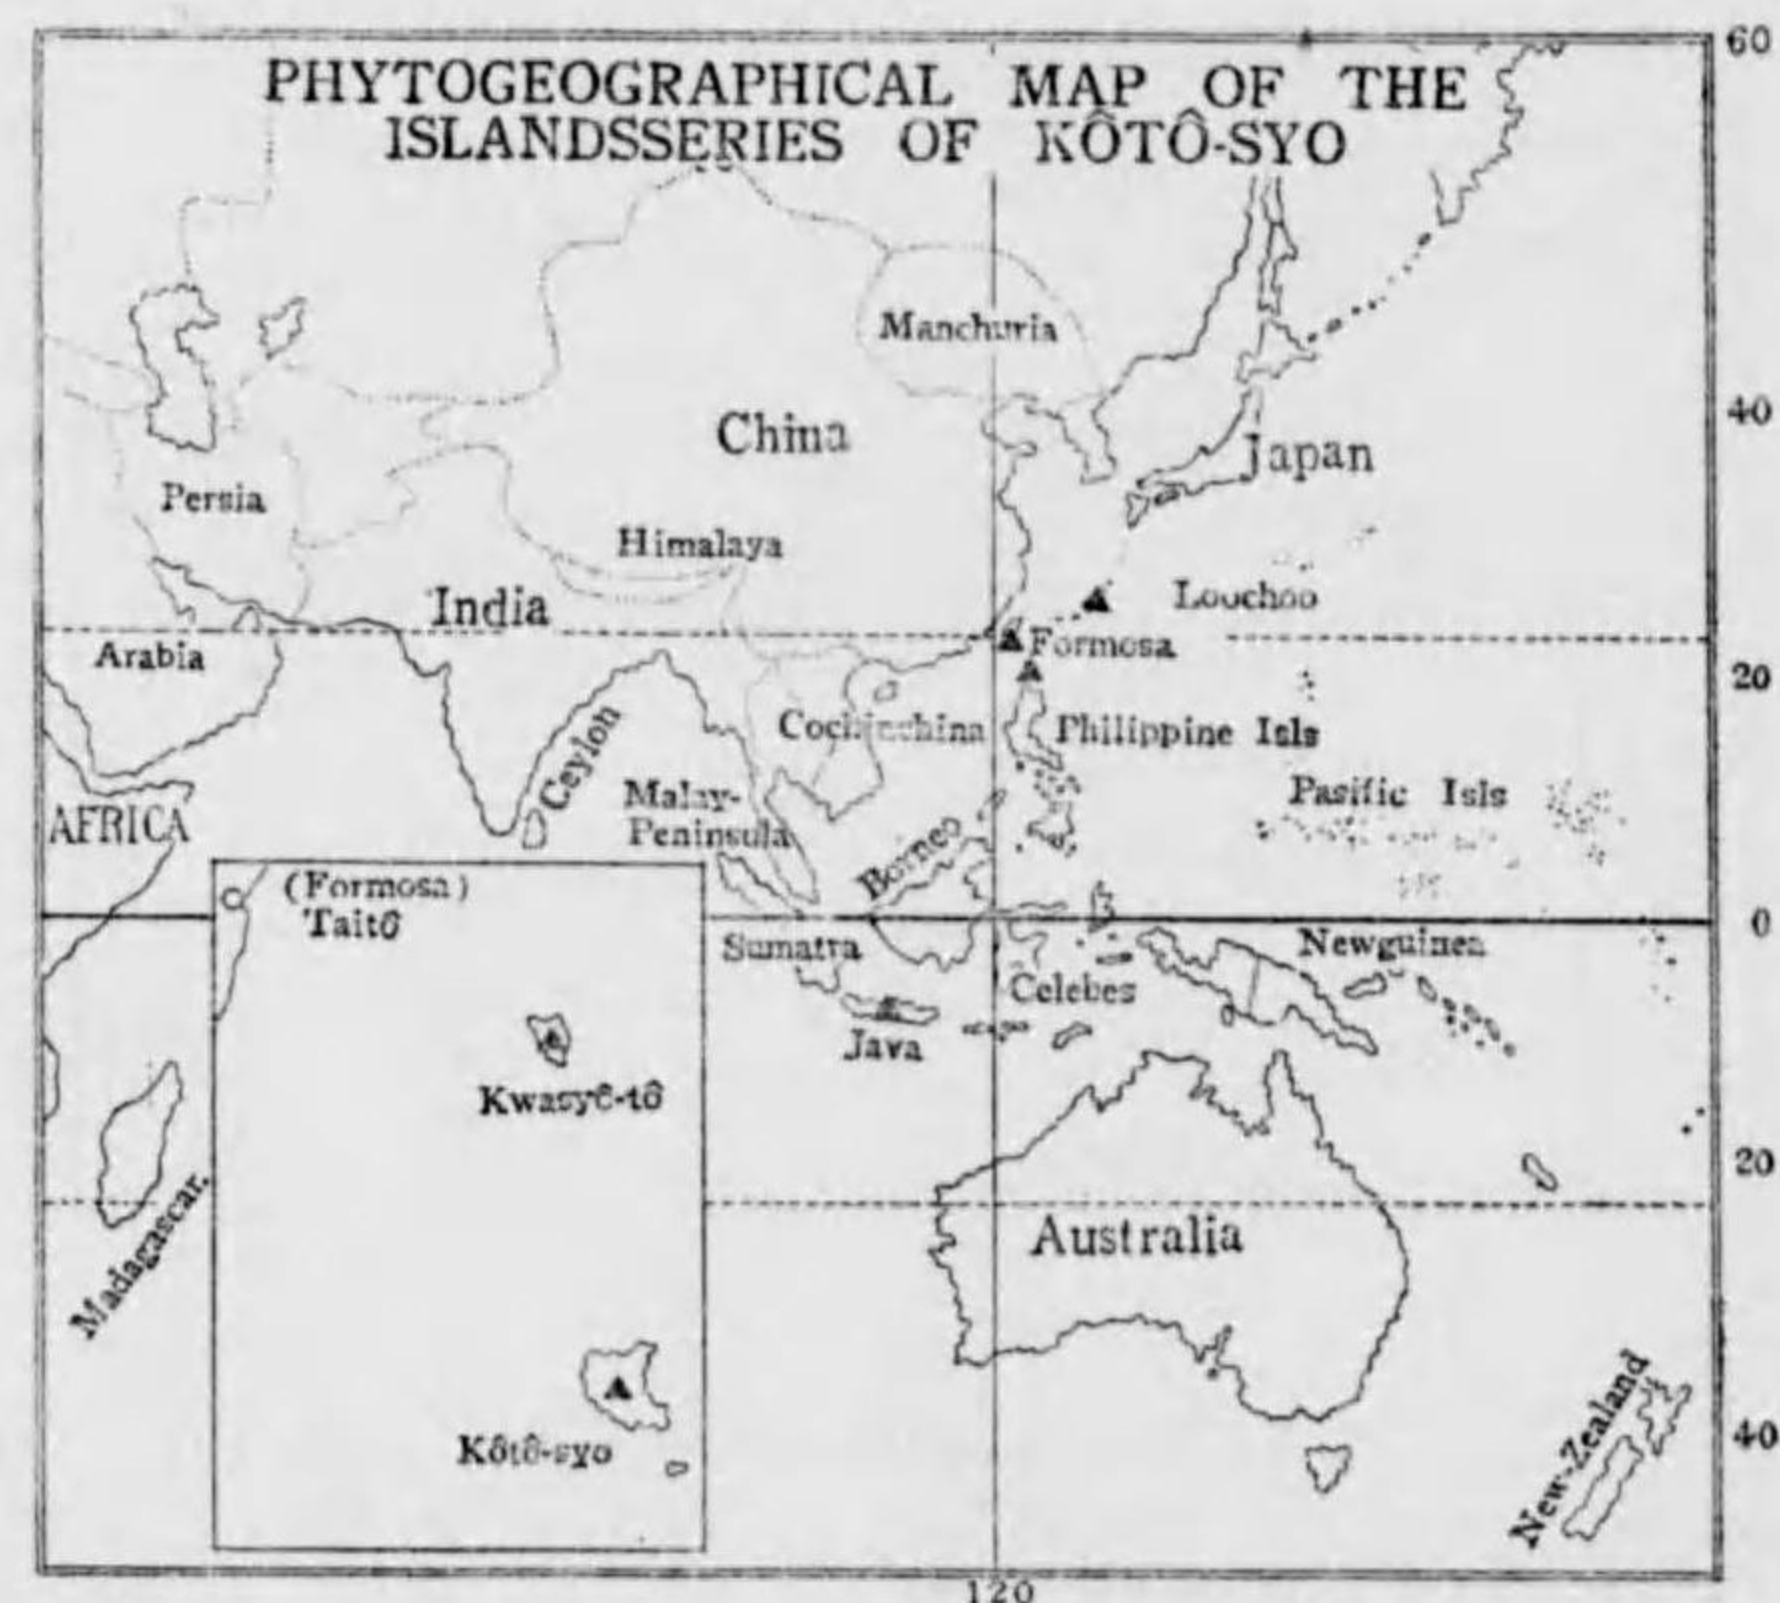 60
PHYTOGEOGRAPHICAL MAP OF THE
ISLANDSSERIES OF KÔTÔ-SYO
Manchuria
40
China
Japan
Persia
Himalaya
India
Loochoo
Formosa
Arabia
20
Cochinchina
Philippine Isls
Ceylon
Malay-
Peninsula
Pasific Isls
AFRICA
Borneo
(Formosa)
Taitô
0
Sumatra
Newguinea
Celebes
Java
Kwasyô-tô
20
Madagascar.
Australia
New-Zealand
40
Kôtô-syo
120